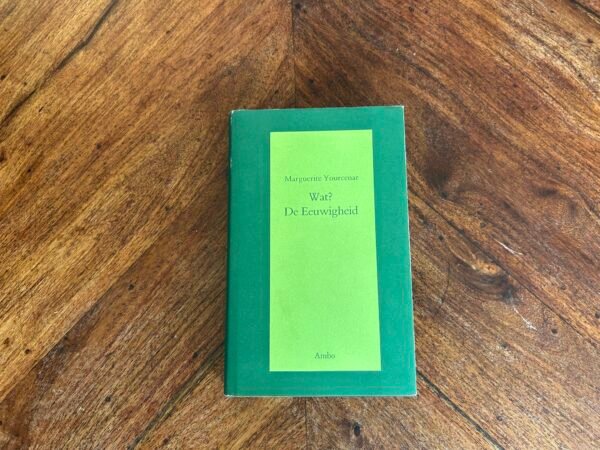 Marguerite Yourcenar
Wat?
De Eeuwigheid
Ambo